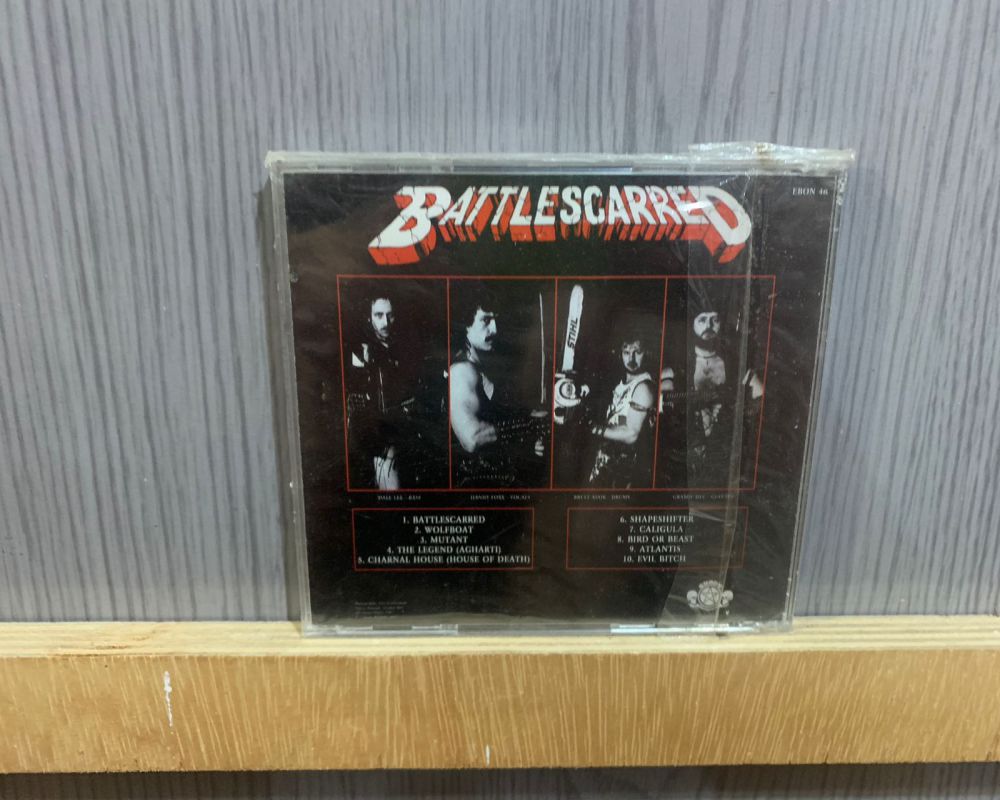 BATTLESCARRED
EBON 46
STIHL
1. BATTLESCARRED
2. WOLFBOAT
3. MUTANT
4. THE LEGEND (AGHARTI)
5. CHARNAL HOUSE (HOUSE OF DEATH)
6. SHAPESHIFTER
7. CALIGULA
8. BIRD OR BEAST
9. ATLANTIS
10. EVIL BITCH